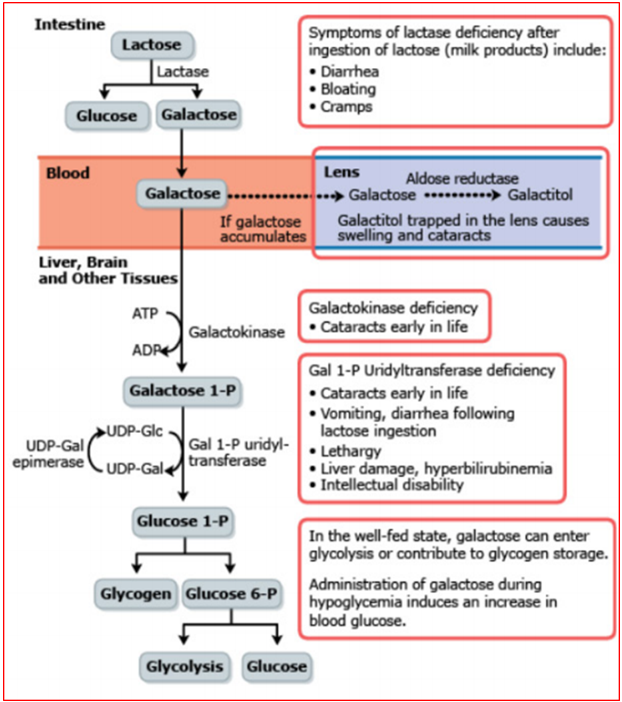 Intestine
Lactose
Lactase
Glucose
Galactose
Symptoms of lactase deficiency after
ingestion of lactose (milk products) include:
• Diarrhea
• Bloating
• Cramps
Blood
Galactose
If galactose
accumulates
Lens
Galactose
Aldose reductase
Galactitol
Galactitol trapped in the lens causes
swelling and cataracts
Liver, Brain
and Other Tissues
ATP
ADP
Galactokinase
Galactokinase deficiency
• Cataracts early in life
Galactose 1-P
UDP-Gal
epimerase
UDP-Glc
UDP-Gal
Gal 1-P uridyl-
transferase
Gal 1-P Uridyltransferase deficiency
• Cataracts early in life
• Vomiting, diarrhea following
lactose ingestion
• Lethargy
• Liver damage, hyperbilirubinemia
• Intellectual disability
Glucose 1-P
Glycogen
Glucose 6-P
Glycolysis
Glucose
In the well-fed state, galactose can enter
glycolysis or contribute to glycogen storage.
Administration of galactose during
hypoglycemia induces an increase in
blood glucose.